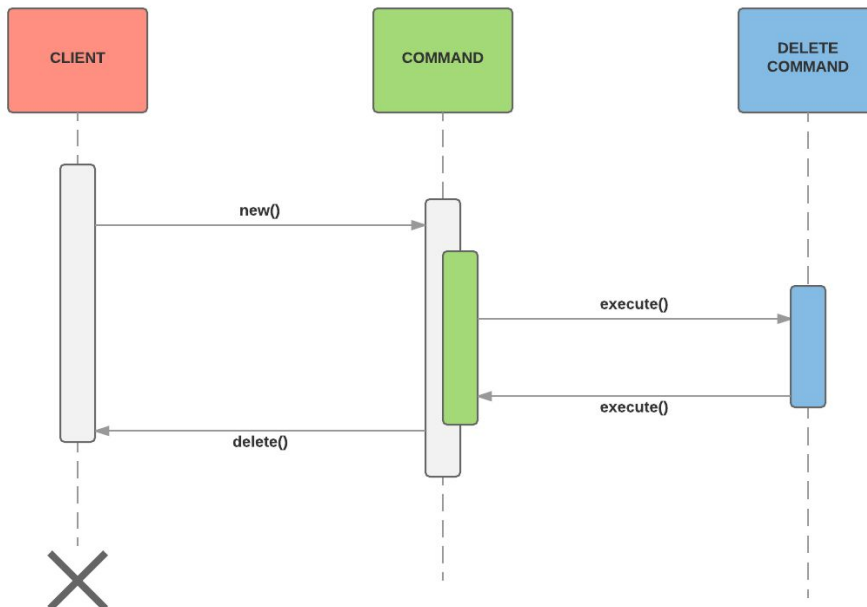 CLIENT
COMMAND
DELETE
COMMAND
new()
execute()
execute()
delete()